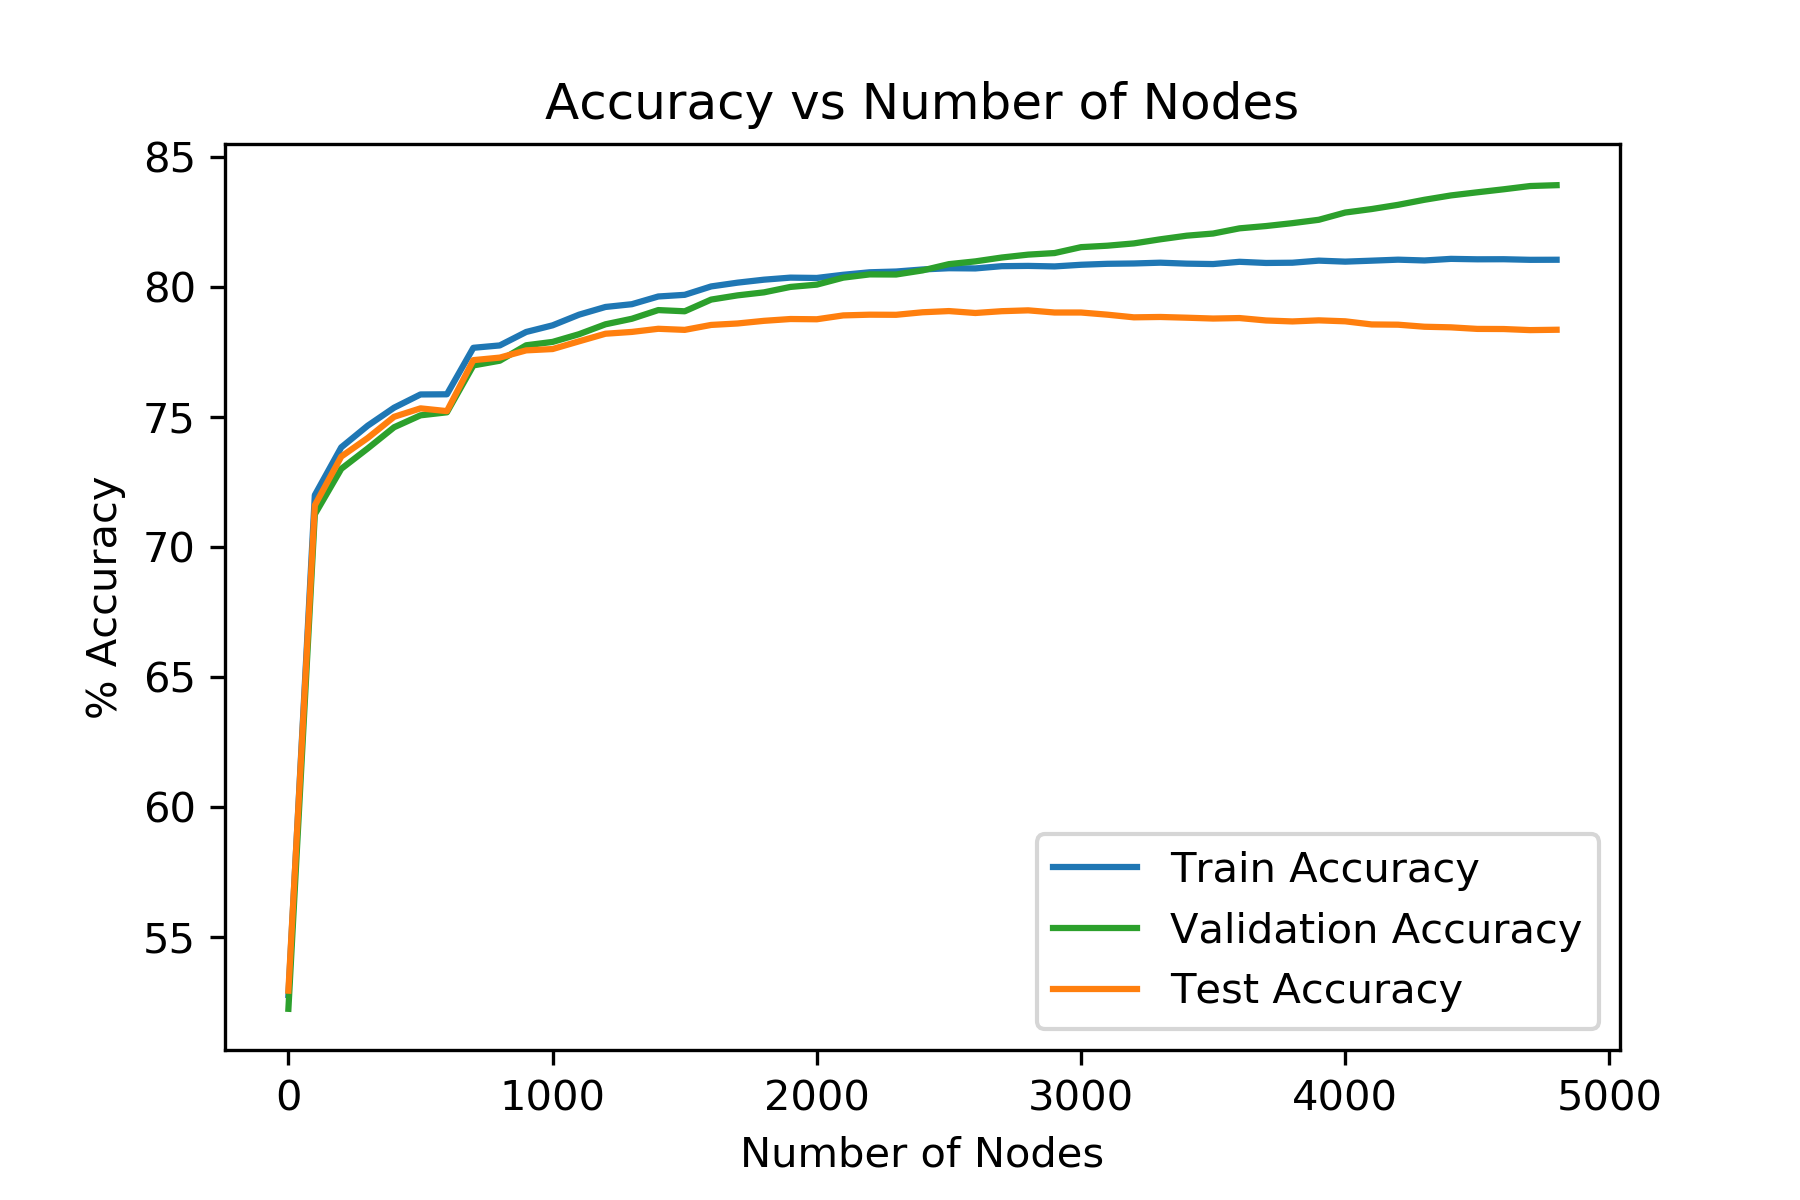 Accuracy vs Number of Nodes
85
80
75
70
65
60
55
% Accuracy
Train Accuracy
Validation Accuracy
Test Accuracy
0 1000 2000 3000 4000 5000
Number of Nodes